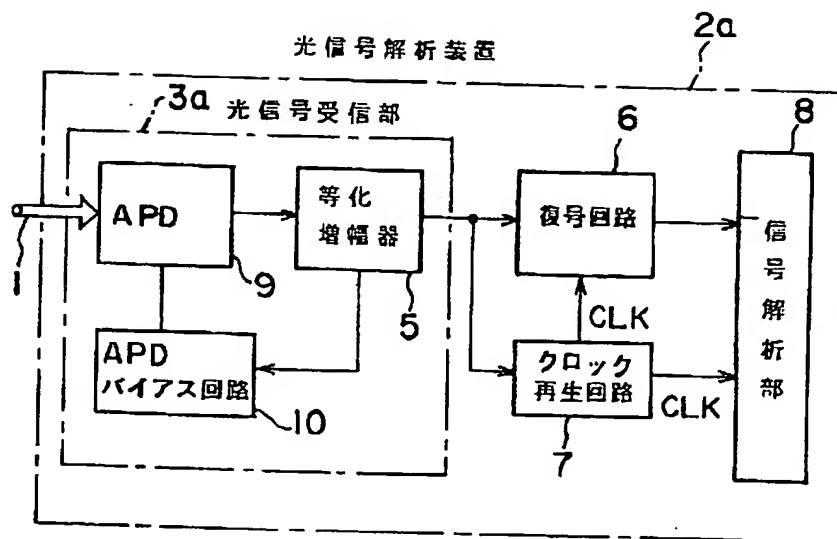 光信号解析装置
2a
3a
光信号受信部
6
8
APD
等化
増幅器
復号回路
信号解析部
1
9
5
CLK
APD
バイアス回路
クロック
再生回路
CLK
10
7